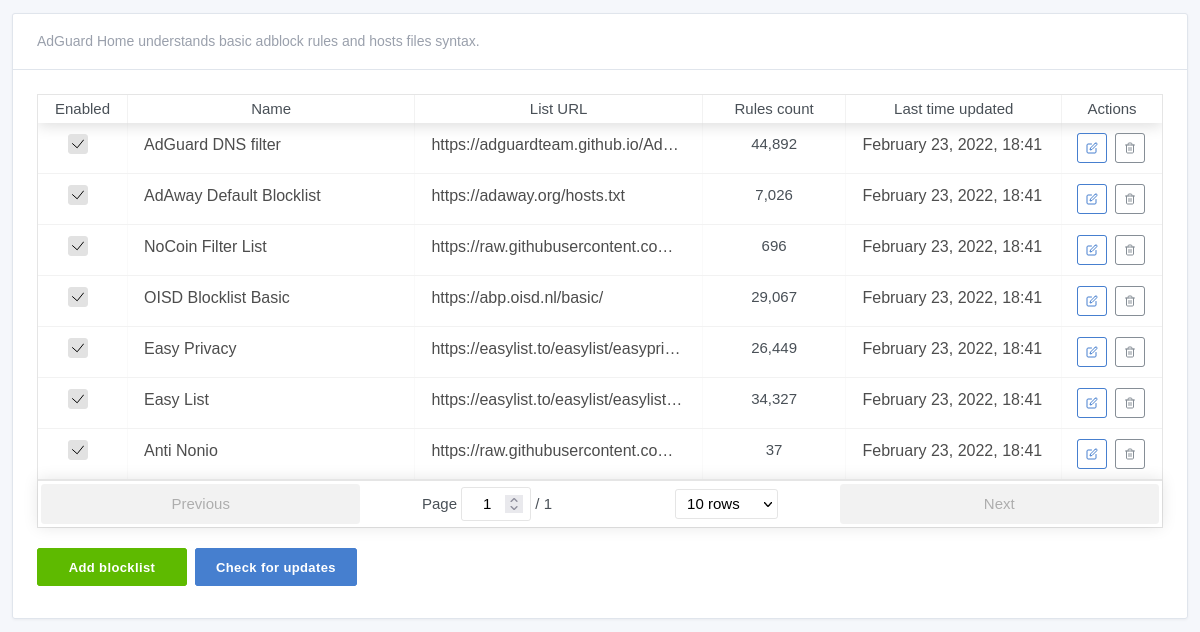 AdGuard Home understands basic adblock rules and hosts files syntax.
Enabled Name List URL Rules count Last time updated Actions
AdGuard DNS filter https://adguardteam.github.io/Ad… 44,892 February 23, 2022, 18:41
AdAway Default Blocklist https://adaway.org/hosts.txt 7,026 February 23, 2022, 18:41
NoCoin Filter List https://raw.githubusercontent.co… 696 February 23, 2022, 18:41
OISD Blocklist Basic https://abp.oisd.nl/basic/ 29,067 February 23, 2022, 18:41
Easy Privacy https://easylist.to/easylist/easypri… 26,449 February 23, 2022, 18:41
Easy List https://easylist.to/easylist/easylist… 34,327 February 23, 2022, 18:41
Anti Nonio https://raw.githubusercontent.co… 37 February 23, 2022, 18:41
Previous Page 1 / 1 10 rows Next
Add blocklist Check for updates